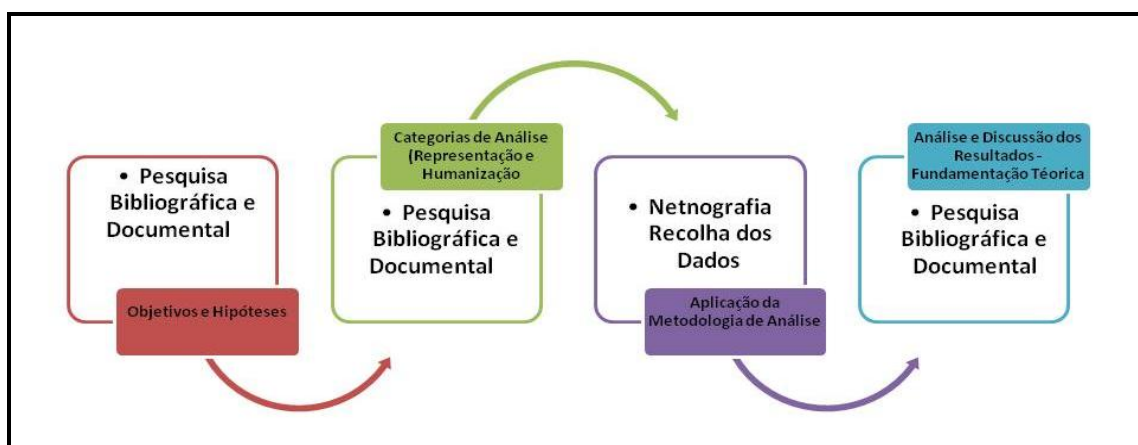 • Pesquisa
Bibliográfica e
Documental
Objetivos e Hipóteses
Categorias de Análise
(Representação e
Humanização
• Pesquisa
Bibliográfica e
Documental
• Netnografia
Recolha dos
Dados
Aplicação da
Metodologia de Análise
Análise e Discussão dos
Resultados -
Fundamentação Téorica
• Pesquisa
Bibliográfica e
Documental